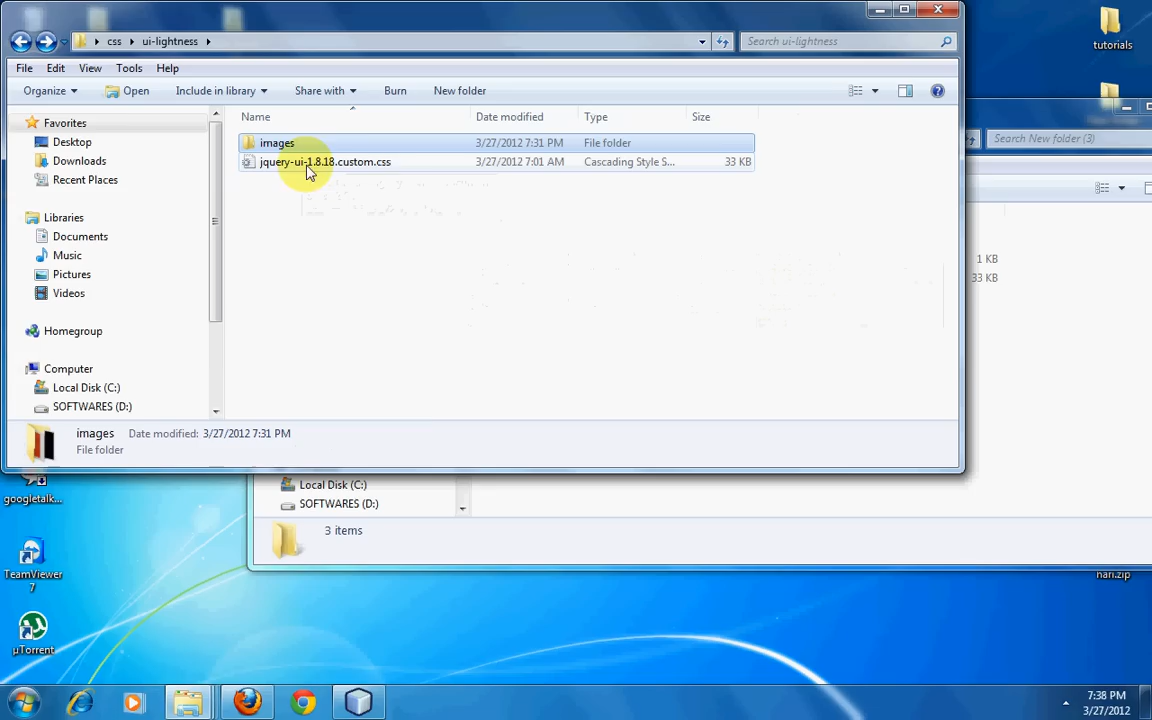 tutorials
css ui-lightness
Search ui-lightness
File Edit View Tools Help
Organize Open Include in library Share with Burn New folder
Name Date modified Type Size
Favorites
Desktop
Downloads
Recent Places
Libraries
Documents
Music
Pictures
Videos
Homegroup
Computer
Local Disk (C:)
SOFTWARES (D:)
images 3/27/2012 7:31 PM File folder
jquery-ui-1.8.18.custom.css 3/27/2012 7:01 AM Cascading Style S... 33 KB
images Date modified: 3/27/2012 7:31 PM
File folder
Search New folder (3)
1 KB
33 KB
Local Disk (C:)
SOFTWARES (D:)
3 items
googletalk...
TeamViewer
7
µTorrent
hari.zip
7:38 PM
3/27/2012